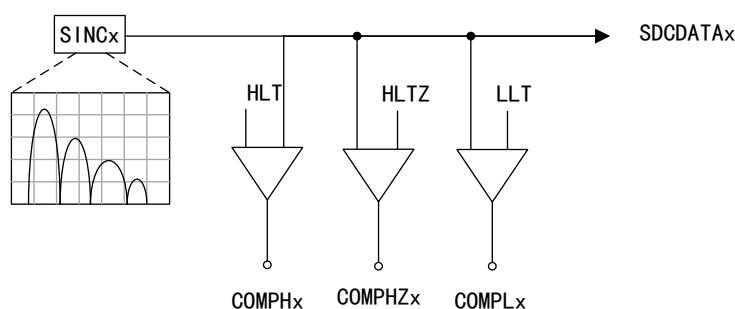 SINCx
SDCDATAx
HLT
HLTZ
LLT
COMPHx
COMPHZx
COMPLx